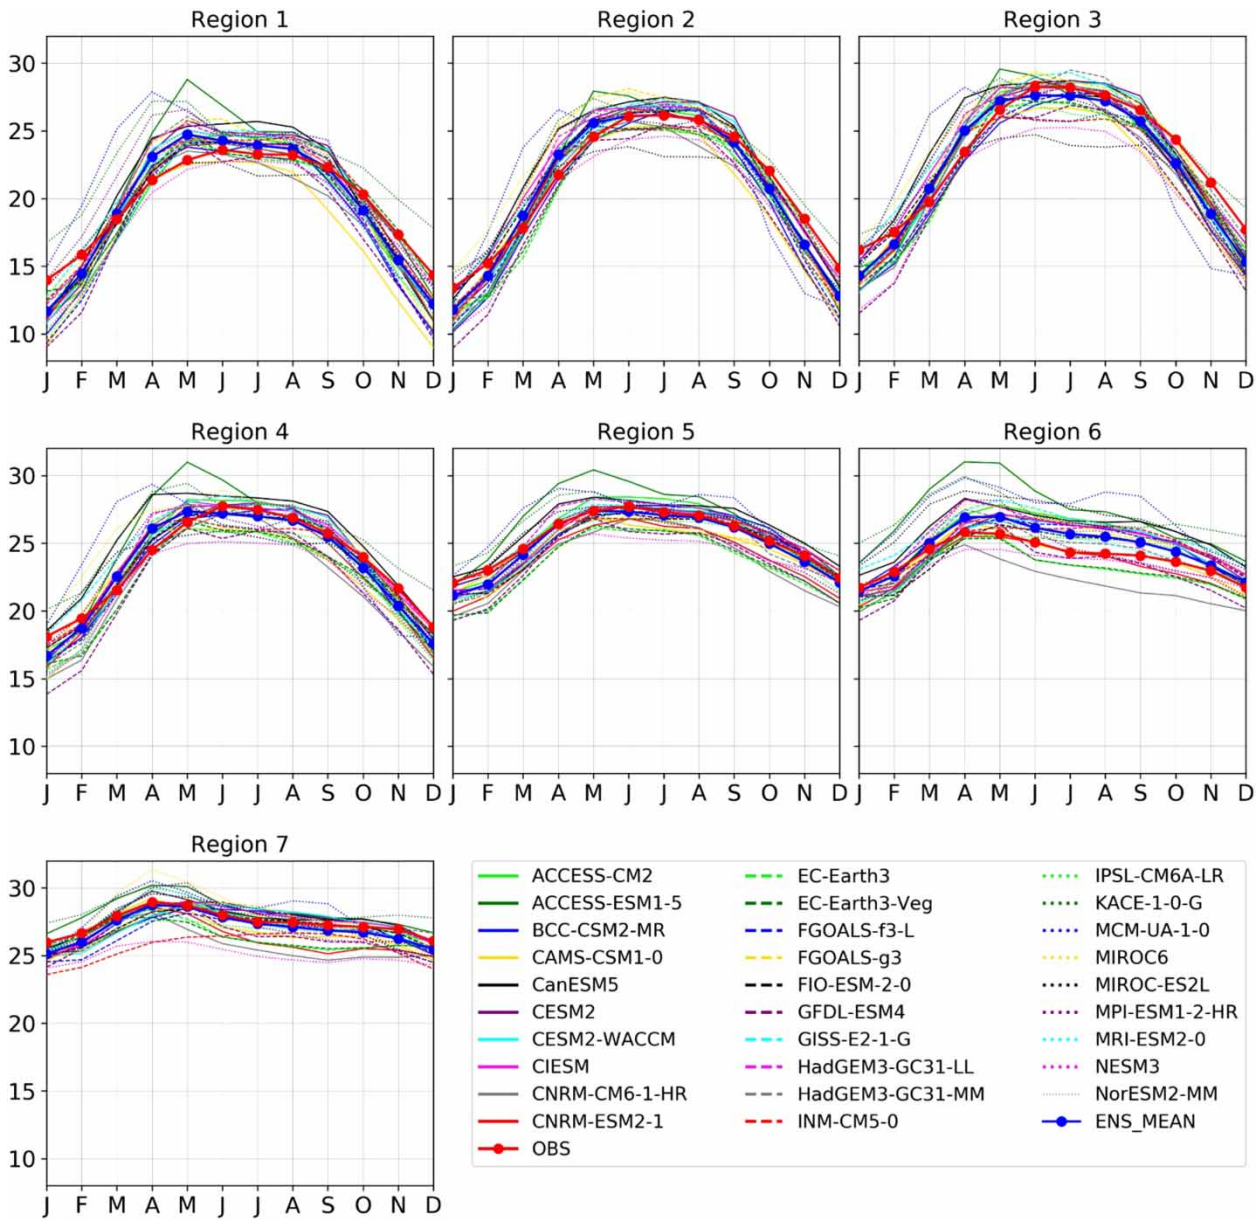 Region 1 Region 2 Region 3
30
25
20
15
10
J F M A M J J A S O N D J F M A M J J A S O N D J F M A M J J A S O N D
Region 4 Region 5 Region 6
30
25
20
15
10
J F M A M J J A S O N D J F M A M J J A S O N D J F M A M J J A S O N D
Region 7
30
25
20
15
10
J F M A M J J A S O N D
ACCESS-CM2
ACCESS-ESM1-5
BCC-CSM2-MR
CAMS-CSM1-0
CanESM5
CESM2
CESM2-WACCM
CIESM
CNRM-CM6-1-HR
CNRM-ESM2-1
OBS
EC-Earth3
EC-Earth3-Veg
FGOALS-f3-L
FGOALS-g3
FIO-ESM-2-0
GFDL-ESM4
GISS-E2-1-G
HadGEM3-GC31-LL
HadGEM3-GC31-MM
INM-CM5-0
IPSL-CM6A-LR
KACE-1-0-G
MCM-UA-1-0
MIROC6
MIROC-ES2L
MPI-ESM1-2-HR
MRI-ESM2-0
NESM3
NorESM2-MM
ENS_MEAN